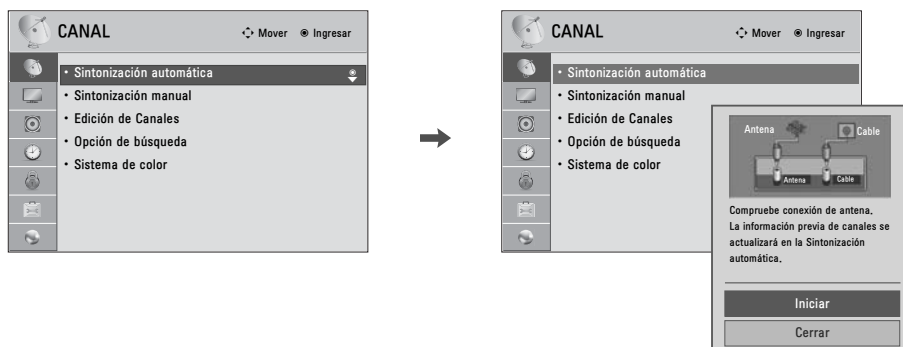 CANAL
Mover
Ingresar
• Sintonización automática
• Sintonización manual
• Edición de Canales
• Opción de búsqueda
• Sistema de color
CANAL
Mover
Ingresar
• Sintonización automática
• Sintonización manual
• Edición de Canales
• Opción de búsqueda
• Sistema de color
Antena
Cable
Antena
Cable
Compruebe conexión de antena.
La información previa de canales se
actualizará en la Sintonización
automática.
Iniciar
Cerrar